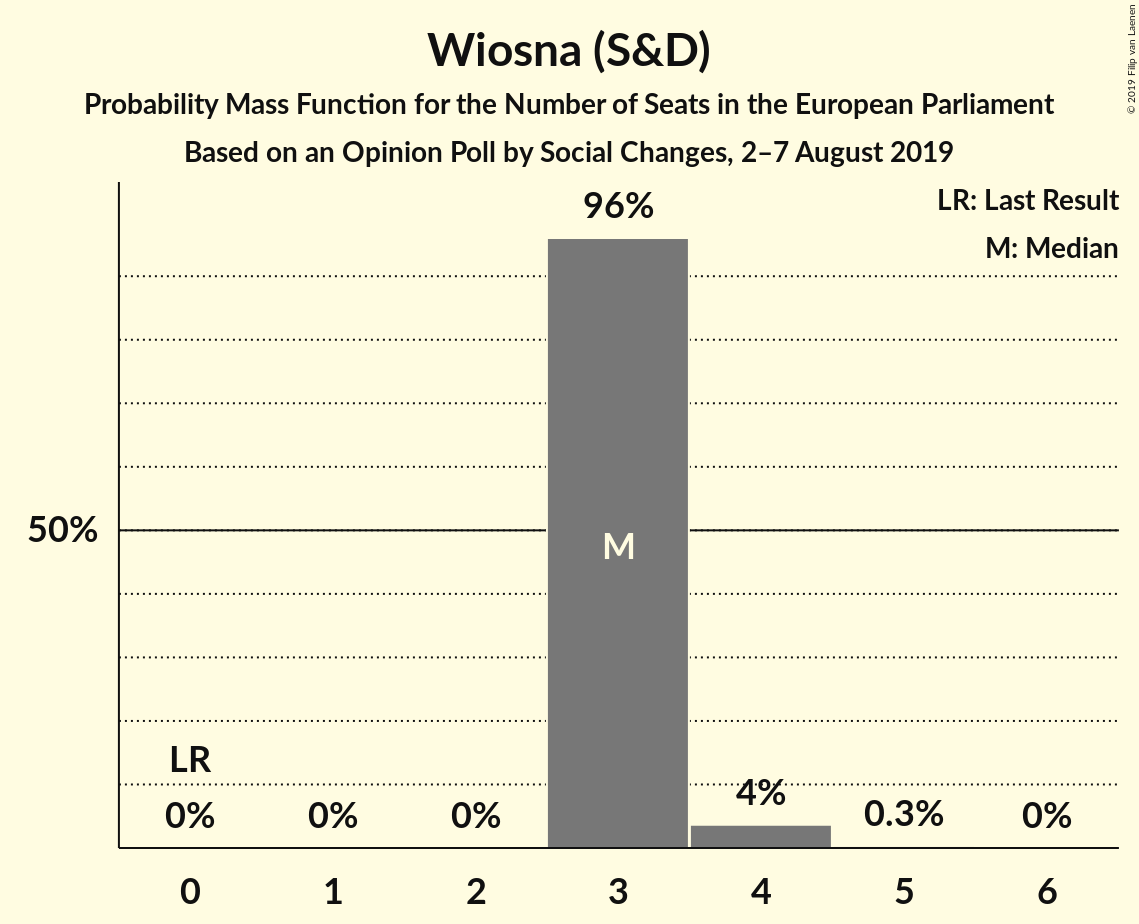 Wiosna (S&D)
Probability Mass Function for the Number of Seats in the European Parliament
Based on an Opinion Poll by Social Changes, 2–7 August 2019
© 2019 Filip van Laenen
LR: Last Result
M: Median
96%
50%
M
LR
0%
0%
0%
4%
0.3%
0%
0
1
2
3
4
5
6